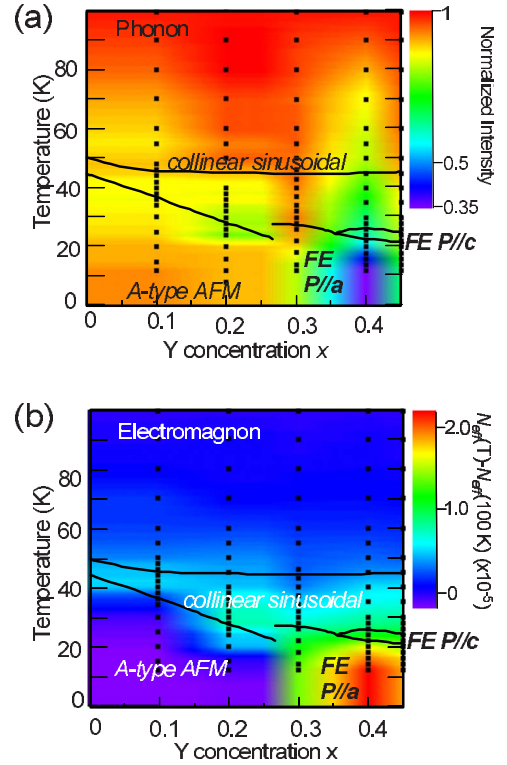 (a)
Phonon
1
0.5
0.35
Normalized Intensity
80
60
40
20
0
Temperature (K)
collinear sinusoidal
A-type AFM
FE
P//a
FE P//c
0
0.1
0.2
0.3
0.4
Y concentration x
(b)
Electromagnon
2.0
1.0
0
N_eff(T)-N_eff(100 K) (x10^-5)
80
60
40
20
0
Temperature (K)
collinear sinusoidal
A-type AFM
FE
P//a
FE P//c
0
0.1
0.2
0.3
0.4
Y concentration x